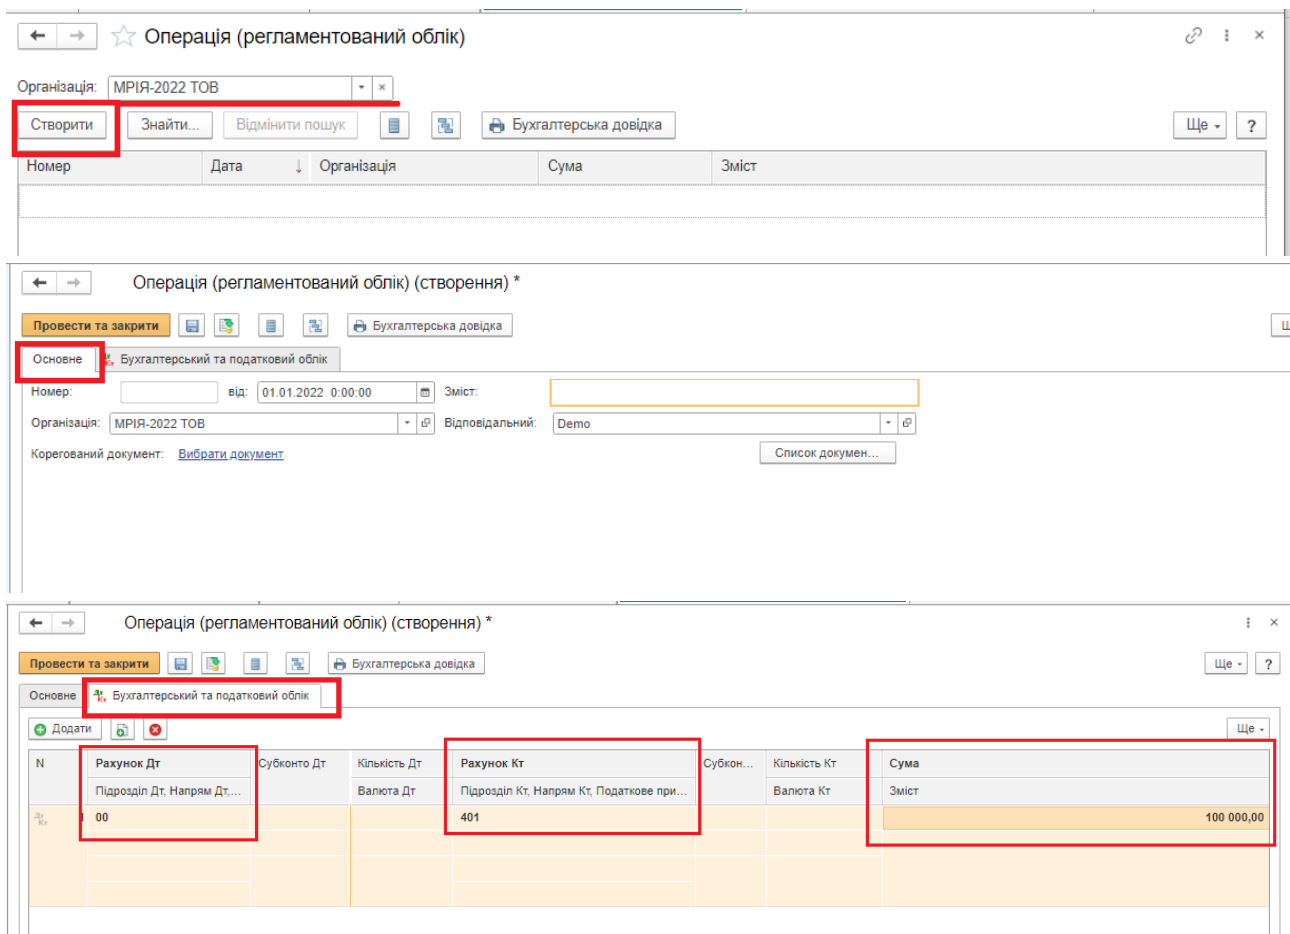 Операція (регламентований облік)
Організація: МРІЯ-2022 ТОВ
Створити Знайти... Відмінити пошук Бухгалтерська довідка Ще ?
Номер Дата ↓ Організація Сума Зміст
Операція (регламентований облік) (створення) *
Провести та закрити Бухгалтерська довідка
Основне Бухгалтерський та податковий облік
Номер: від: 01.01.2022 0:00:00 Зміст:
Організація: МРІЯ-2022 ТОВ Відповідальний: Demo
Корегований документ: Вибрати документ Список докумен...
Операція (регламентований облік) (створення) *
Провести та закрити Бухгалтерська довідка Ще ?
Основне Дт Кт Бухгалтерський та податковий облік
Додати Ще
N Рахунок Дт Субконто Дт Кількість Дт Рахунок Кт Субкон... Кількість Кт Сума
Підрозділ Дт, Напрям Дт,... Валюта Дт Підрозділ Кт, Напрям Кт, Податкове при... Валюта Кт Зміст
00 401 100 000,00